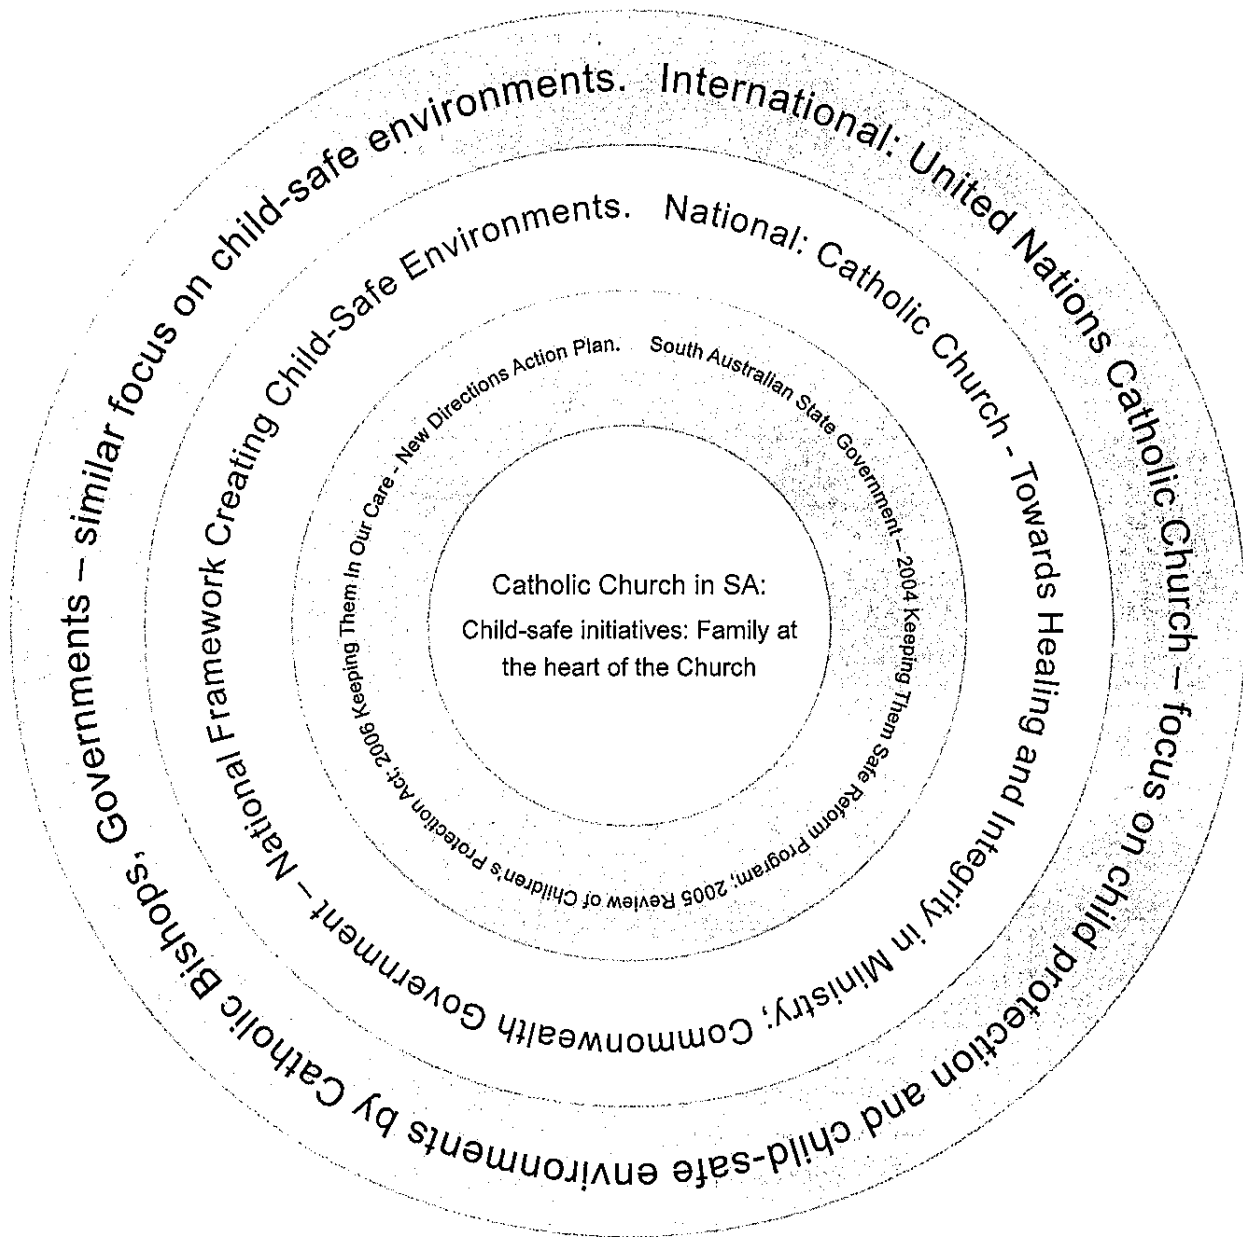 International: United Nations Catholic Church – focus on child protection and child-safe environments by Catholic Bishops, Governments – similar focus on child-safe environments.
National: Catholic Church - Towards Healing and Integrity in Ministry; Commonwealth Government – National Framework Creating Child-Safe Environments.
South Australian State Government – 2004 Keeping Them Safe Reform Program; 2005 Review of Children's Protection Act; 2006 Keeping Them In Our Care - New Directions Action Plan.
Catholic Church in SA:
Child-safe initiatives: Family at
the heart of the Church